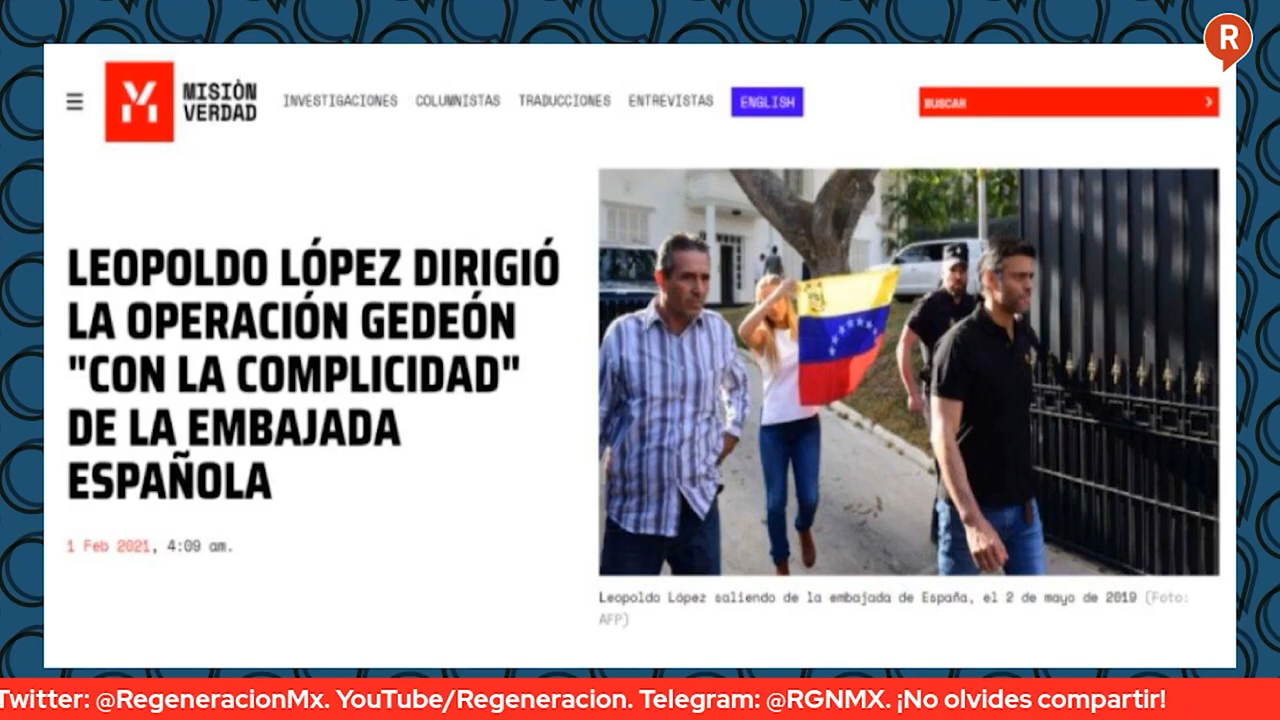 R
MISIÒN
VERDAD
INVESTIGACIONES COLUMNISTAS TRADUCCIONES ENTREVISTAS ENGLISH
BUSCAR
LEOPOLDO LÓPEZ DIRIGIÓ
LA OPERACIÓN GEDEÓN
"CON LA COMPLICIDAD"
DE LA EMBAJADA
ESPAÑOLA
1 Feb 2021, 4:09 am.
Leopoldo López saliendo de la embajada de España, el 2 de mayo de 2019 (Foto:
AFP)
Twitter: @RegeneracionMx. YouTube/Regeneracion. Telegram: @RGNMX. ¡No olvides compartir!